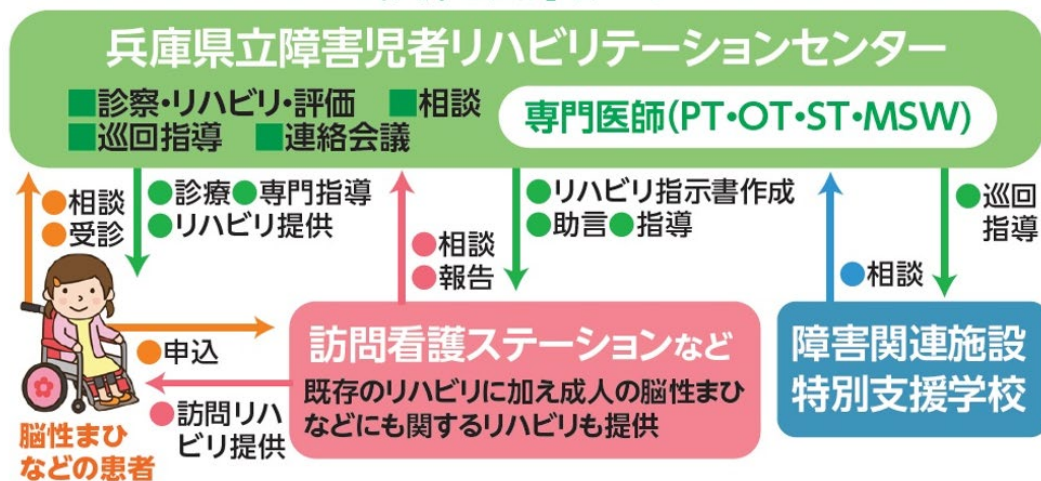 兵庫県立障害児者リハビリテーションセンター
■診察・リハビリ・評価 ■相談
■巡回指導 ■連絡会議
専門医師(PT・OT・ST・MSW)
●相談
●受診
●診療●専門指導
●リハビリ提供
●相談
●報告
●リハビリ指示書作成
●助言●指導
●相談
●巡回
指導
●申込
●訪問リハ
ビリ提供
脳性まひ
などの患者
訪問看護ステーションなど
既存のリハビリに加え成人の脳性まひ
などにも関するリハビリも提供
障害関連施設
特別支援学校